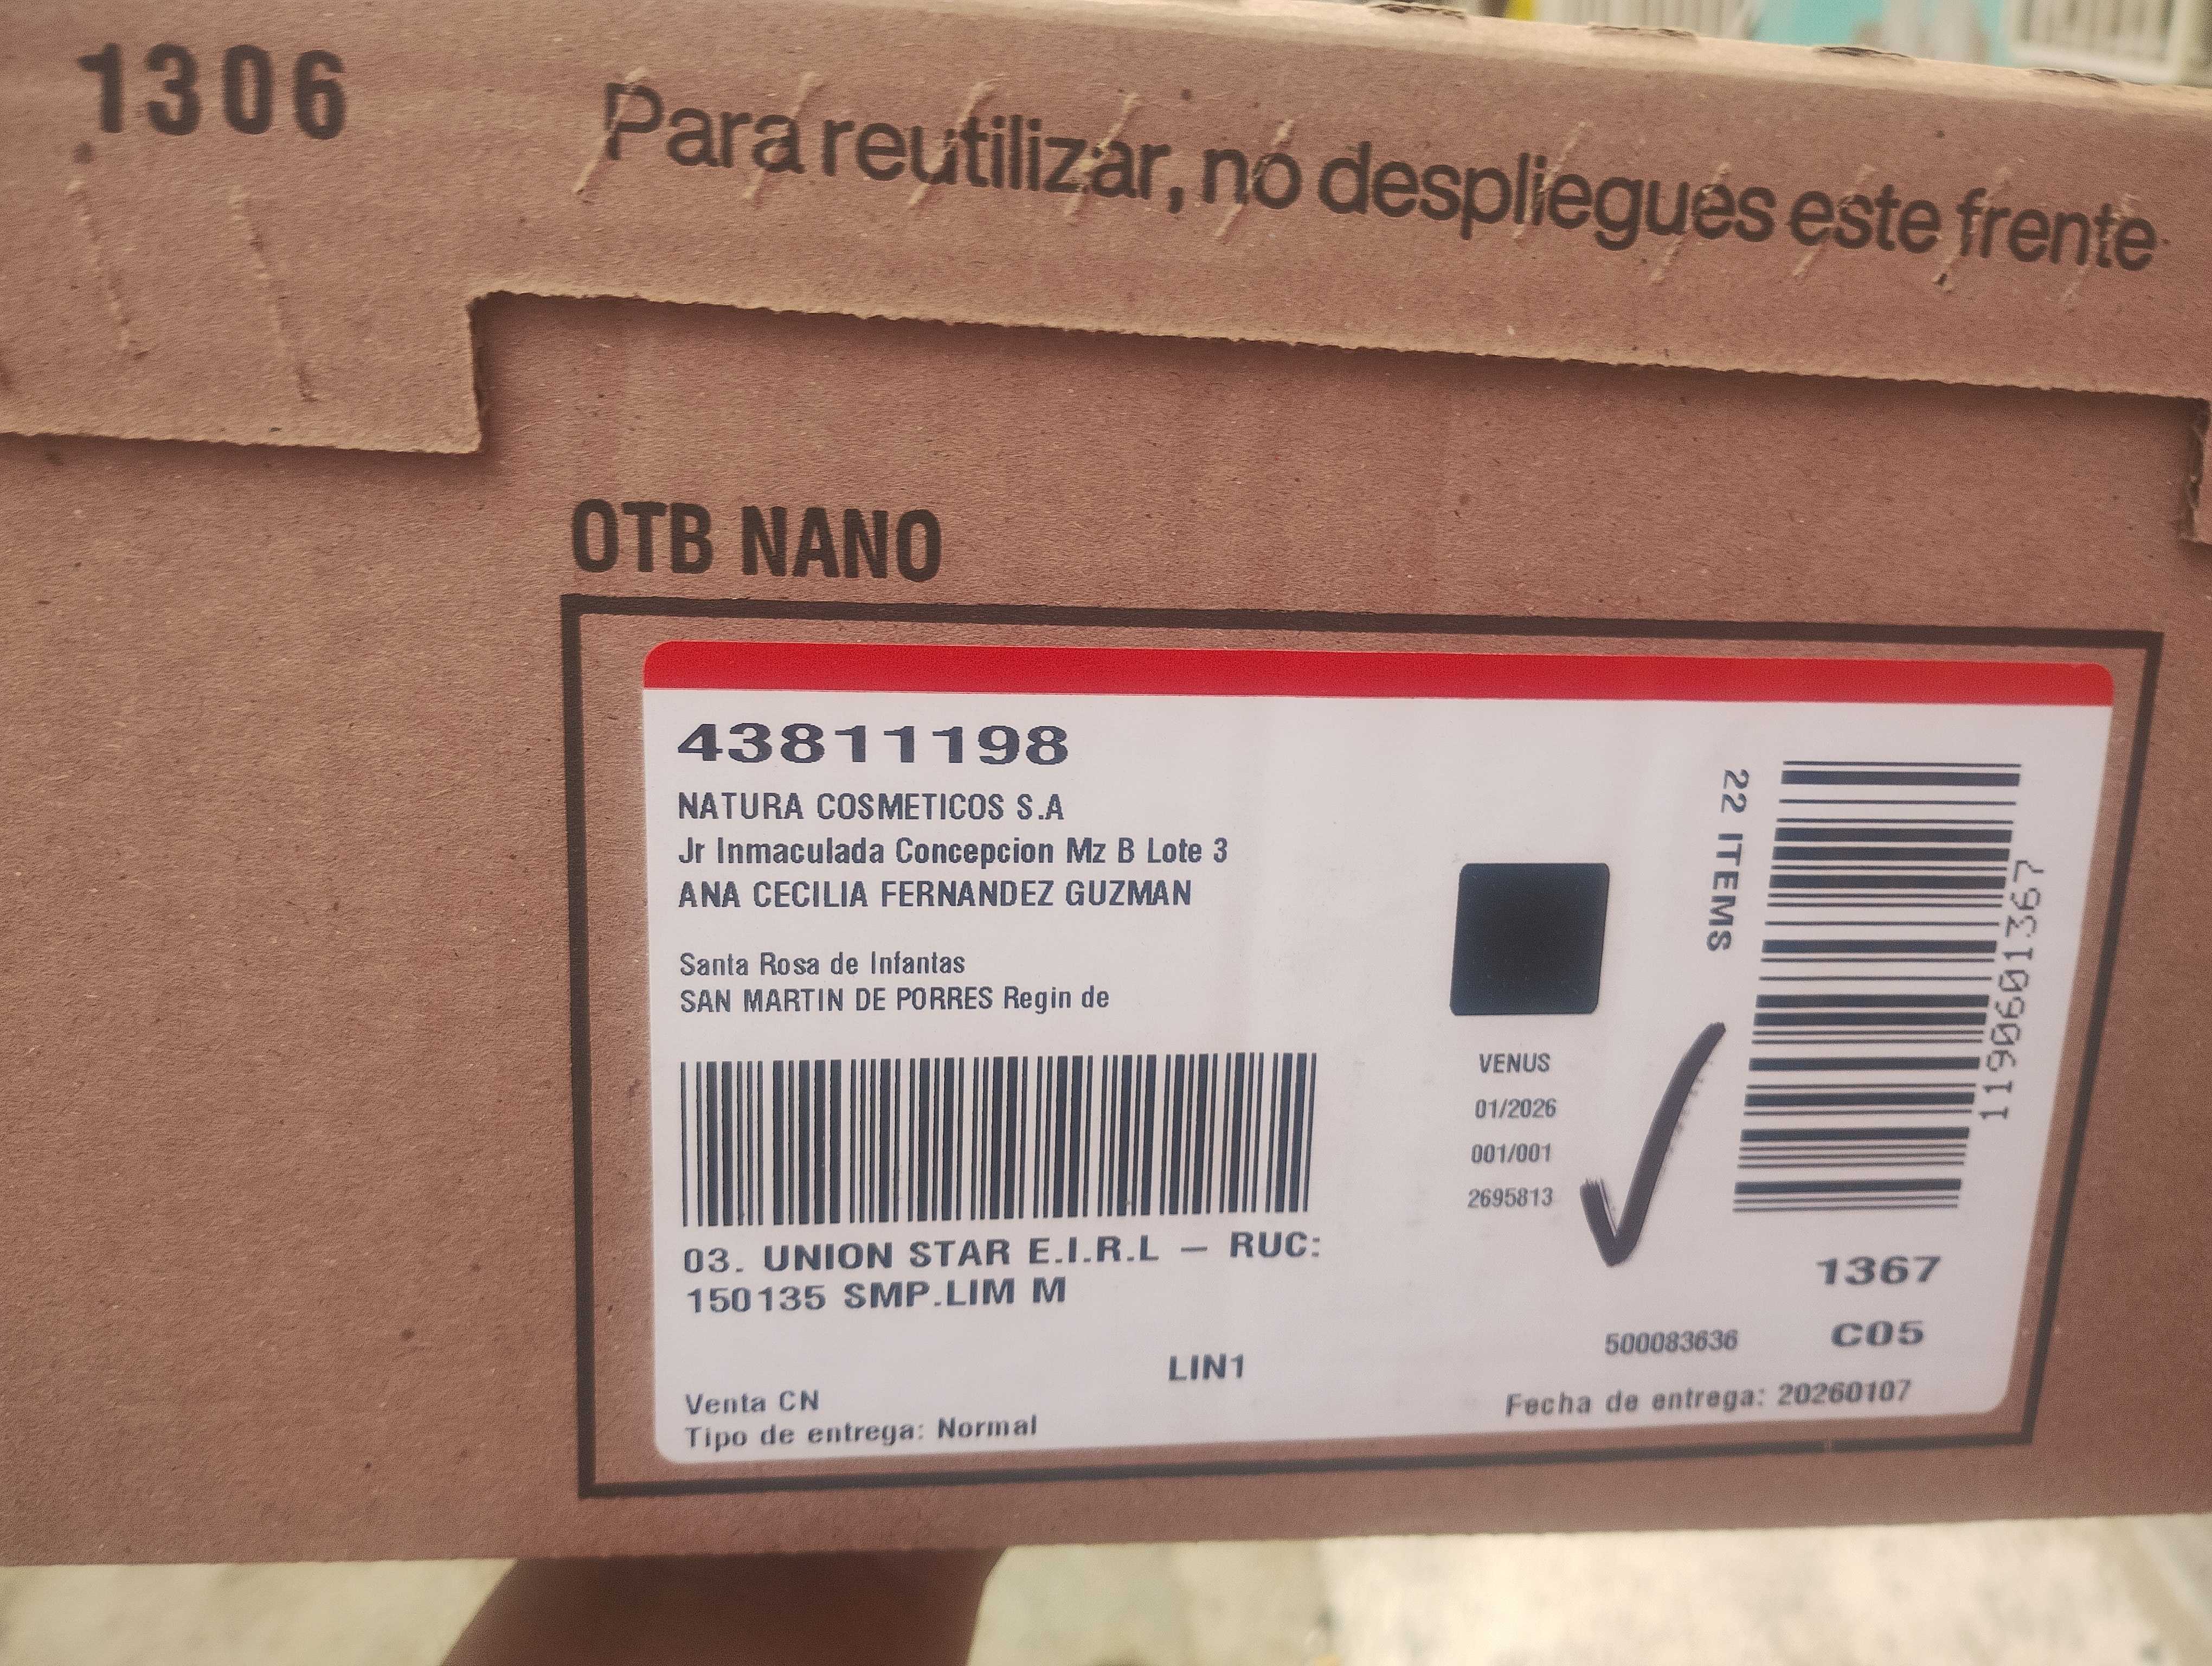 1306
Para reutilizar, no despliegues este frente
OTB NANO
43811198
NATURA COSMETICOS S.A
Jr Inmaculada Concepcion Mz B Lote 3
ANA CECILIA FERNANDEZ GUZMAN
Santa Rosa de Infantas
SAN MARTIN DE PORRES Regin de
03. UNION STAR E.I.R.L – RUC:
150135 SMP.LIM M
LIN1
Venta CN
Tipo de entrega: Normal
VENUS
01/2026
001/001
2695813
22 ITEMS
1190601367
1367
C05
500083636
Fecha de entrega: 20260107